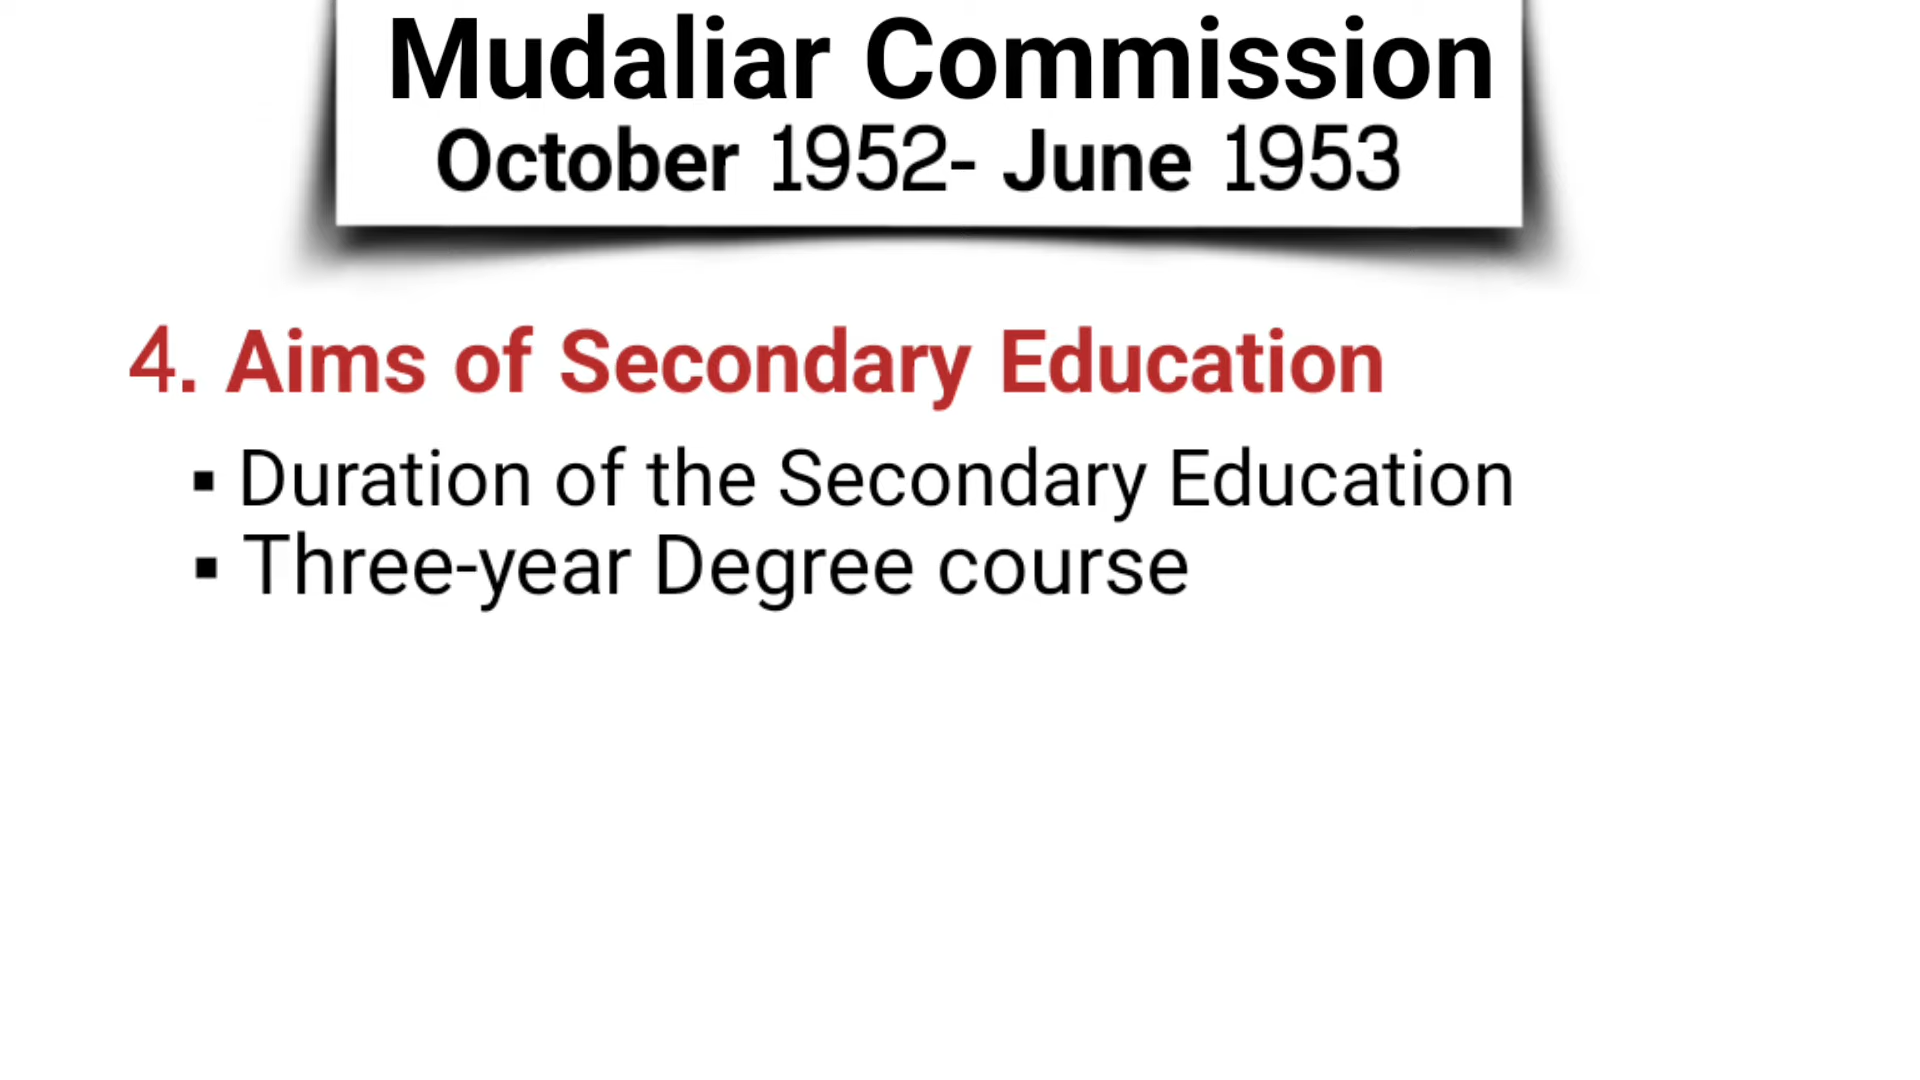 Mudaliar Commission
October 1952- June 1953
4. Aims of Secondary Education
▪ Duration of the Secondary Education
▪ Three-year Degree course